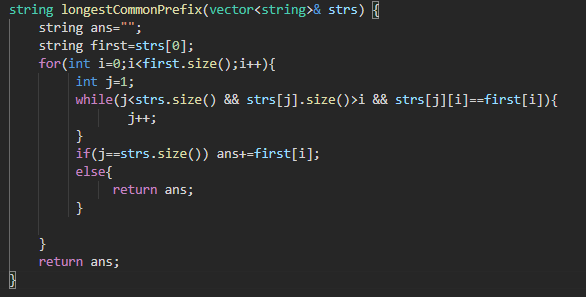 string longestCommonPrefix(vector<string>& strs) {
    string ans="";
    string first=strs[0];
    for(int i=0;i<first.size();i++){
        int j=1;
        while(j<strs.size() && strs[j].size()>i && strs[j][i]==first[i]){
                j++;
        }
        if(j==strs.size()) ans+=first[i];
        else{
            return ans;
        }

    }
    return ans;
}